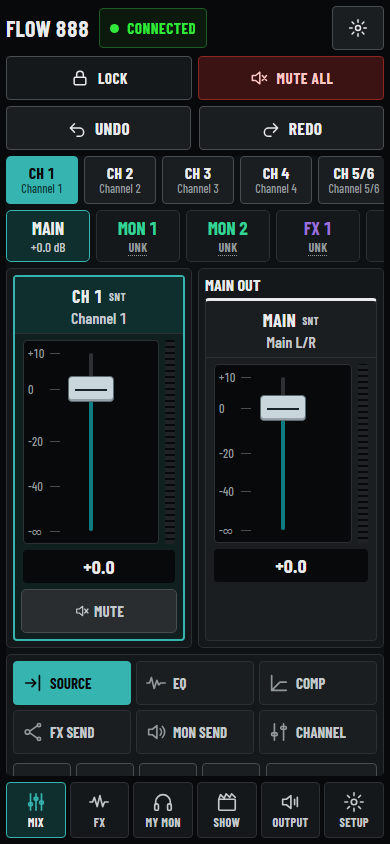 FLOW 888
CONNECTED
LOCK
MUTE ALL
UNDO
REDO
CH 1
Channel 1
CH 2
Channel 2
CH 3
Channel 3
CH 4
Channel 4
CH 5/6
Channel 5/6
MAIN
+0.0 dB
MON 1
UNK
MON 2
UNK
FX 1
UNK
CH 1 SNT
Channel 1
+10
0
-20
-40
-∞
+0.0
MUTE
MAIN OUT
MAIN SNT
Main L/R
+10
0
-20
-40
-∞
+0.0
SOURCE
EQ
COMP
FX SEND
MON SEND
CHANNEL
MIX
FX
MY MON
SHOW
OUTPUT
SETUP